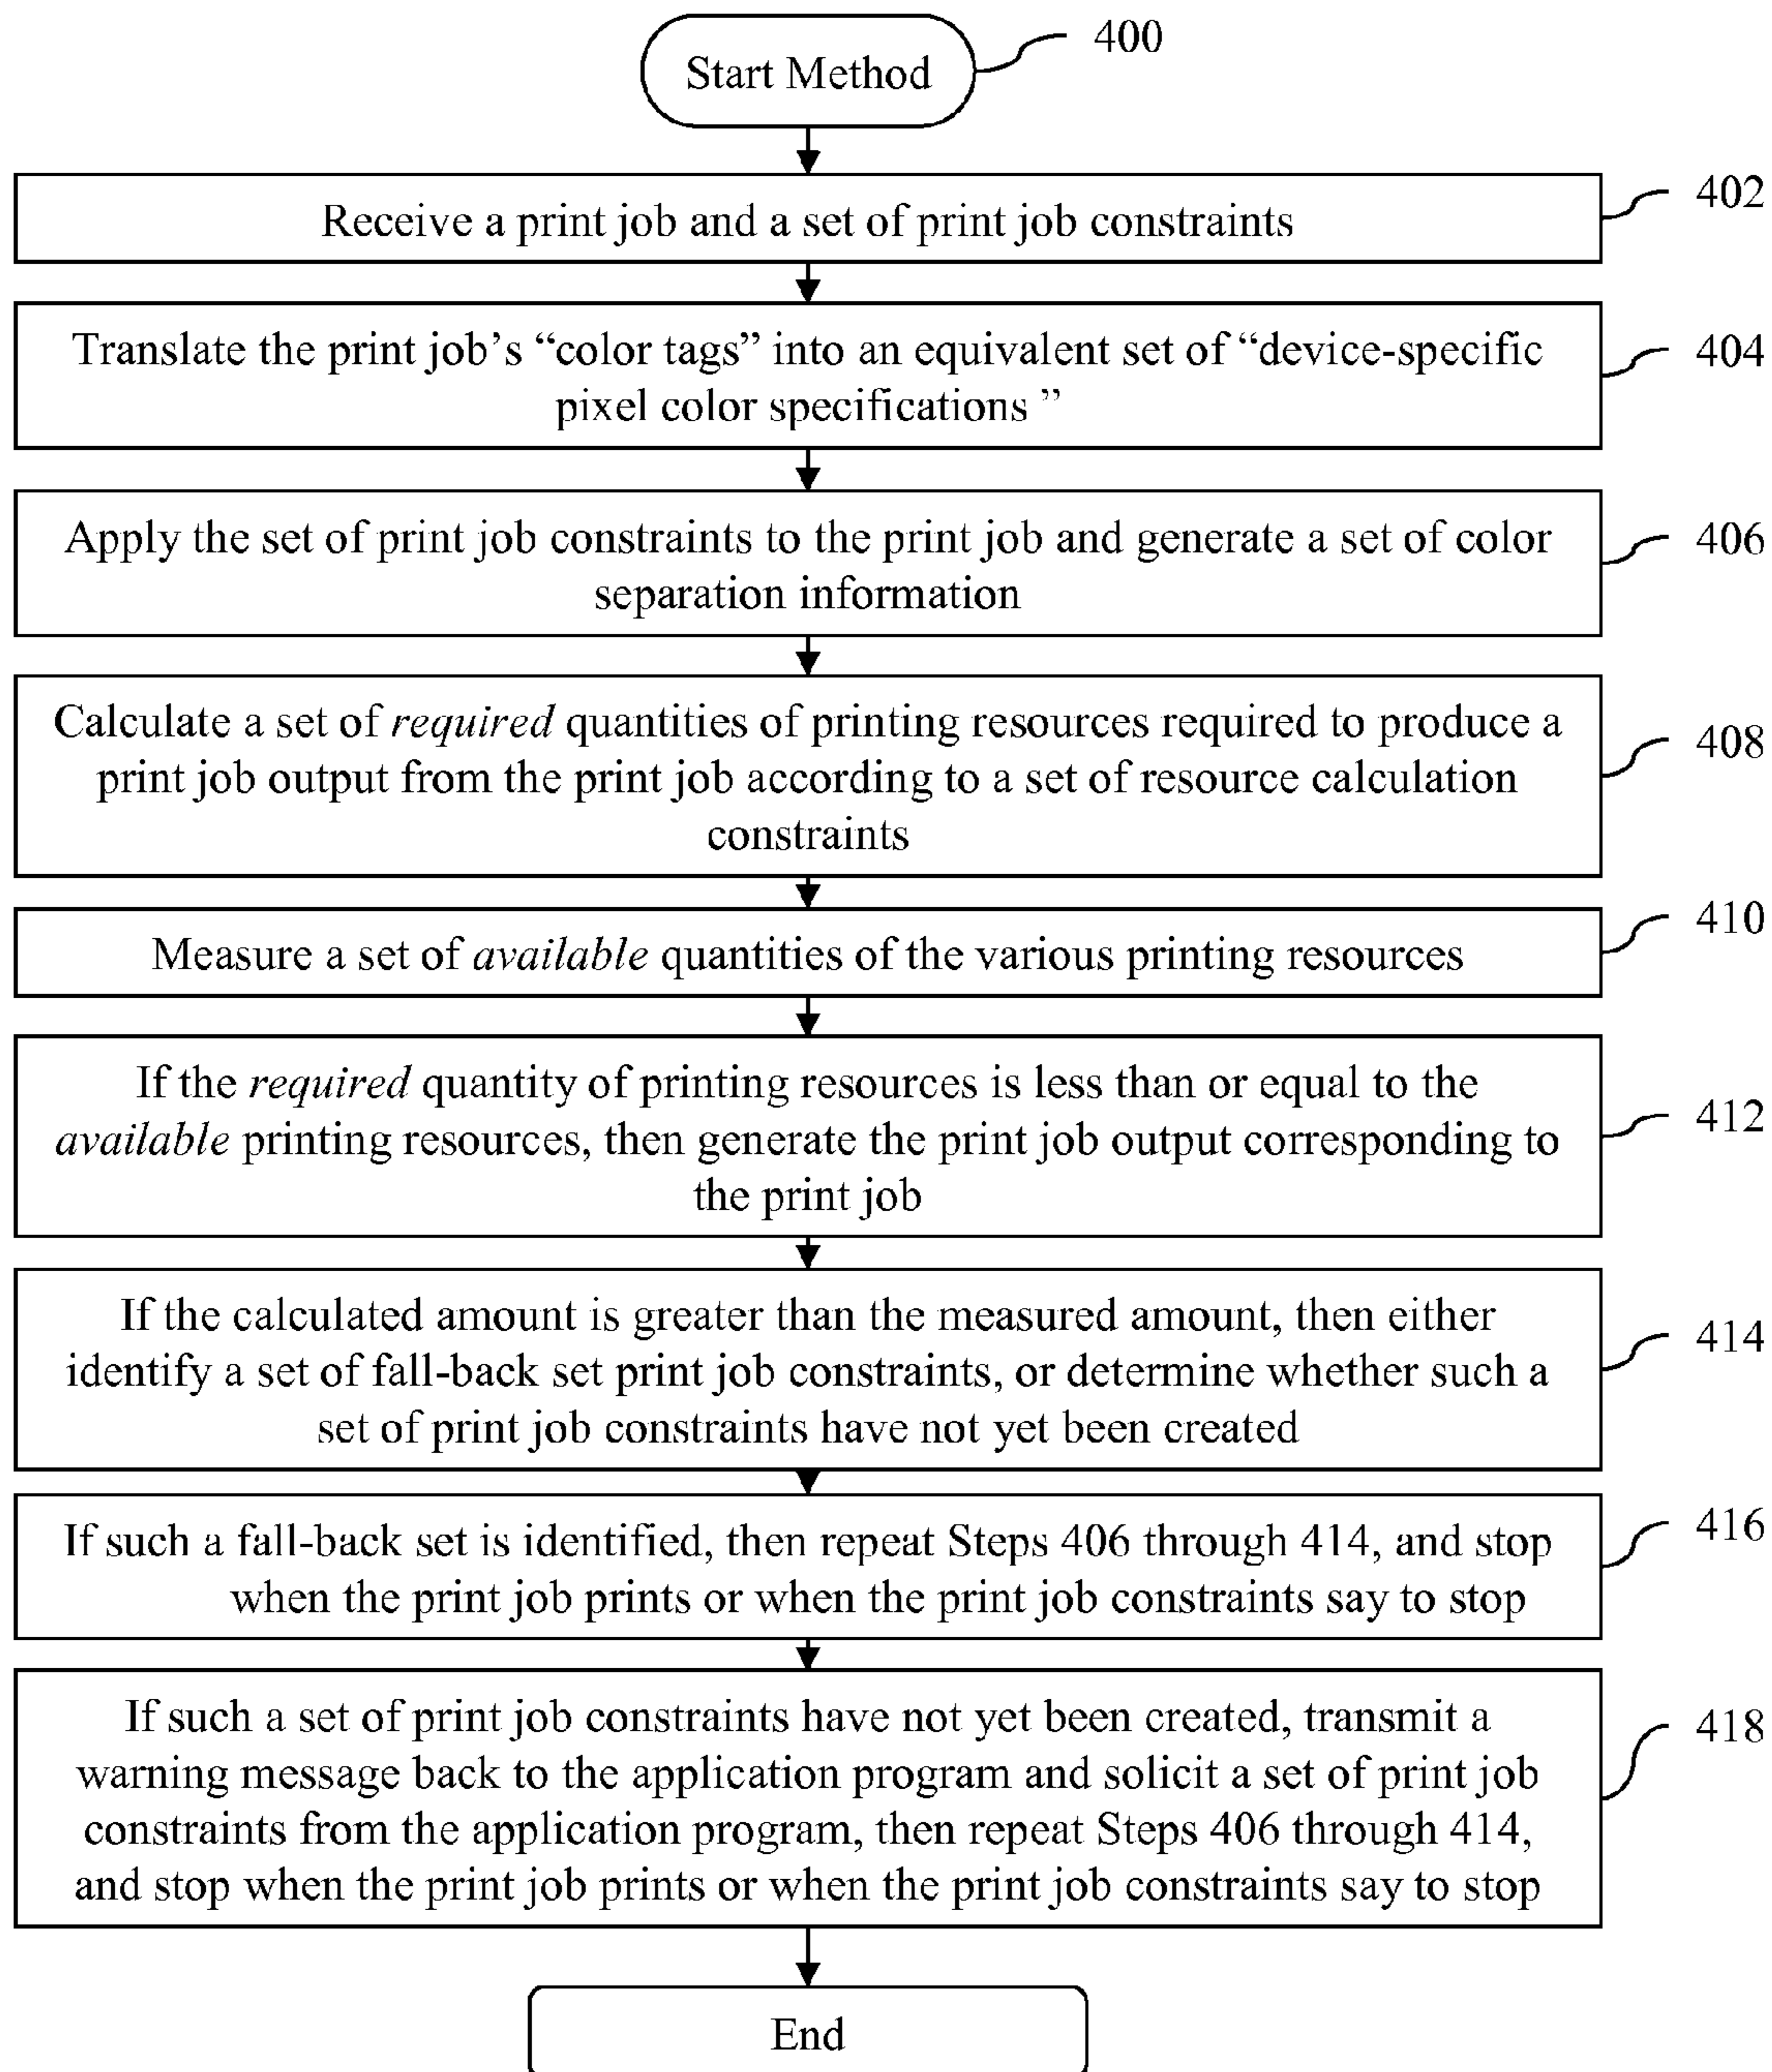 Start Method
400
Receive a print job and a set of print job constraints
402
Translate the print job’s “color tags” into an equivalent set of “device-specific
pixel color specifications ”
404
Apply the set of print job constraints to the print job and generate a set of color
separation information
406
Calculate a set of required quantities of printing resources required to produce a
print job output from the print job according to a set of resource calculation
constraints
408
Measure a set of available quantities of the various printing resources
410
If the required quantity of printing resources is less than or equal to the
available printing resources, then generate the print job output corresponding to
the print job
412
If the calculated amount is greater than the measured amount, then either
identify a set of fall-back set print job constraints, or determine whether such a
set of print job constraints have not yet been created
414
If such a fall-back set is identified, then repeat Steps 406 through 414, and stop
when the print job prints or when the print job constraints say to stop
416
If such a set of print job constraints have not yet been created, transmit a
warning message back to the application program and solicit a set of print job
constraints from the application program, then repeat Steps 406 through 414,
and stop when the print job prints or when the print job constraints say to stop
418
End